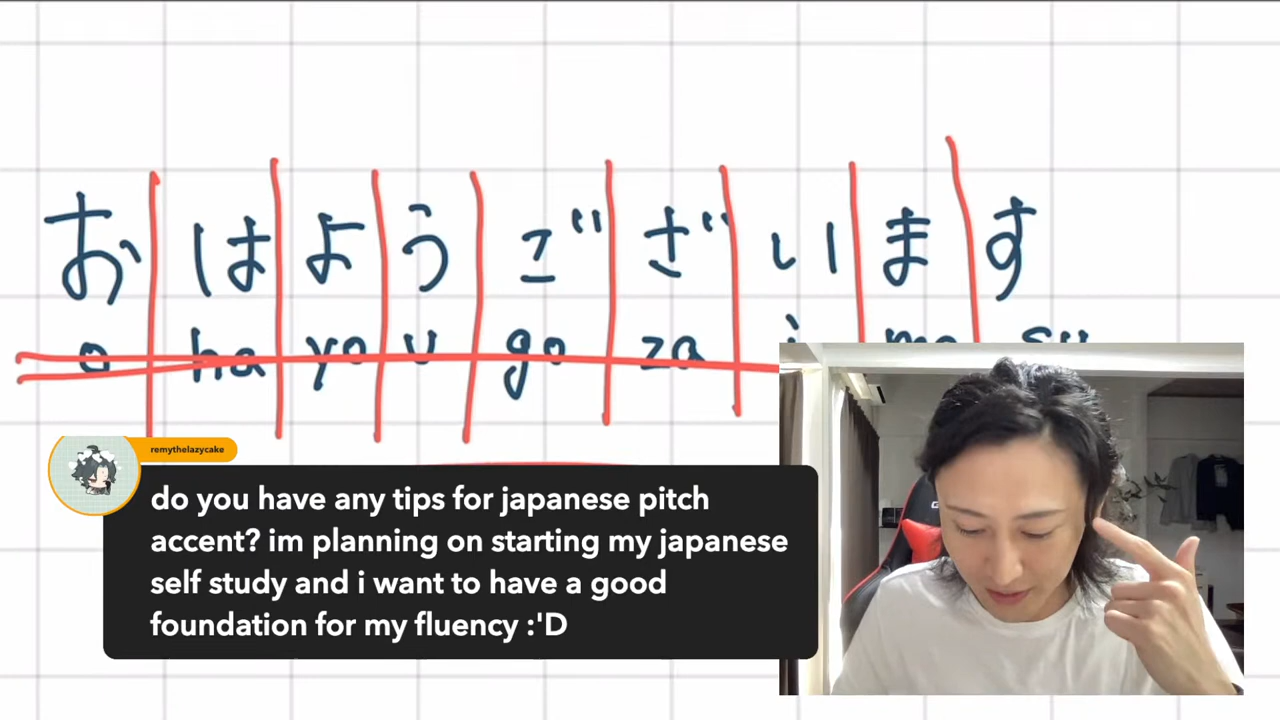 おはようございます
o ha yo u go za i ma su
remythelazycake
do you have any tips for japanese pitch
accent? im planning on starting my japanese
self study and i want to have a good
foundation for my fluency :'D